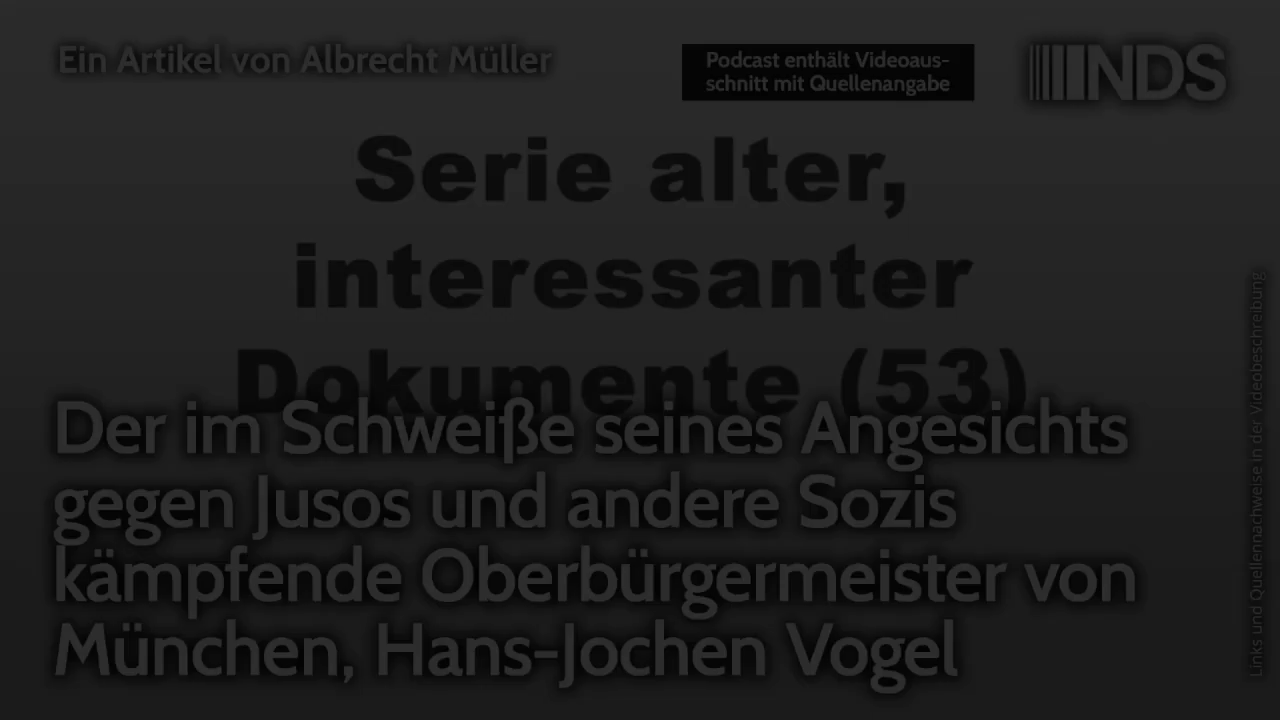 Ein Artikel von Albrecht Müller
Podcast enthält Videoaus-
schnitt mit Quellenangabe
NDS
Serie alter,
interessanter
Dokumente (53)
Der im Schweiße seines Angesichts
gegen Jusos und andere Sozis
kämpfende Oberbürgermeister von
München, Hans-Jochen Vogel
Links und Quellennachweise in der Videobeschreibung